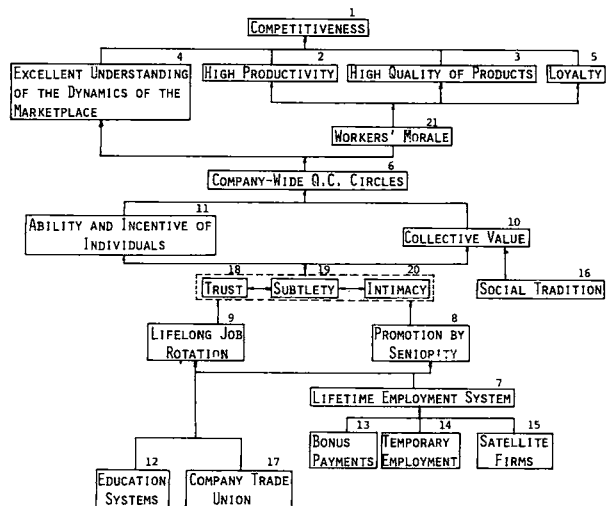 1
COMPETITIVENESS
4
EXCELLENT UNDERSTANDING
OF THE DYNAMICS OF THE
MARKETPLACE
2
HIGH PRODUCTIVITY
3
HIGH QUALITY OF PRODUCTS
5
LOYALTY
21
WORKERS' MORALE
6
COMPANY-WIDE Q.C. CIRCLES
11
ABILITY AND INCENTIVE OF
INDIVIDUALS
10
COLLECTIVE VALUE
16
SOCIAL TRADITION
18
TRUST
19
SUBTLETY
20
INTIMACY
9
LIFELONG JOB
ROTATION
8
PROMOTION BY
SENIORITY
7
LIFETIME EMPLOYMENT SYSTEM
13
BONUS
PAYMENTS
14
TEMPORARY
EMPLOYMENT
15
SATELLITE
FIRMS
12
EDUCATION
SYSTEMS
17
COMPANY TRADE
UNION